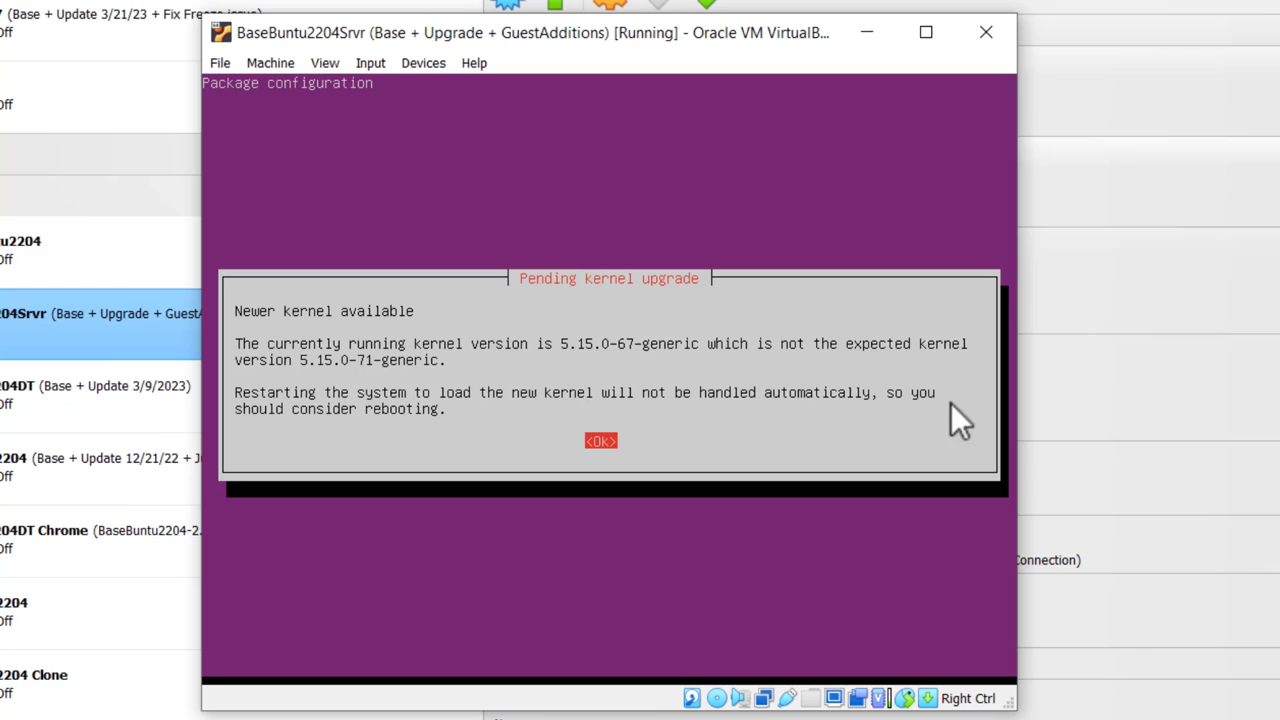 (Base + Update 3/21/23 + Fix Freeze issue)
Off
Off
u2204
Off
204Srvr (Base + Upgrade + GuestA
204DT (Base + Update 3/9/2023)
Off
2204 (Base + Update 12/21/22 + J
Off
204DT Chrome (BaseBuntu2204-2.
Off
2204
Off
2204 Clone
Off
BaseBuntu2204Srvr (Base + Upgrade + GuestAdditions) [Running] - Oracle VM VirtualB...
File Machine View Input Devices Help
Package configuration
Pending kernel upgrade
Newer kernel available
The currently running kernel version is 5.15.0-67-generic which is not the expected kernel
version 5.15.0-71-generic.
Restarting the system to load the new kernel will not be handled automatically, so you
should consider rebooting.
<Ok>
Right Ctrl
Connection)